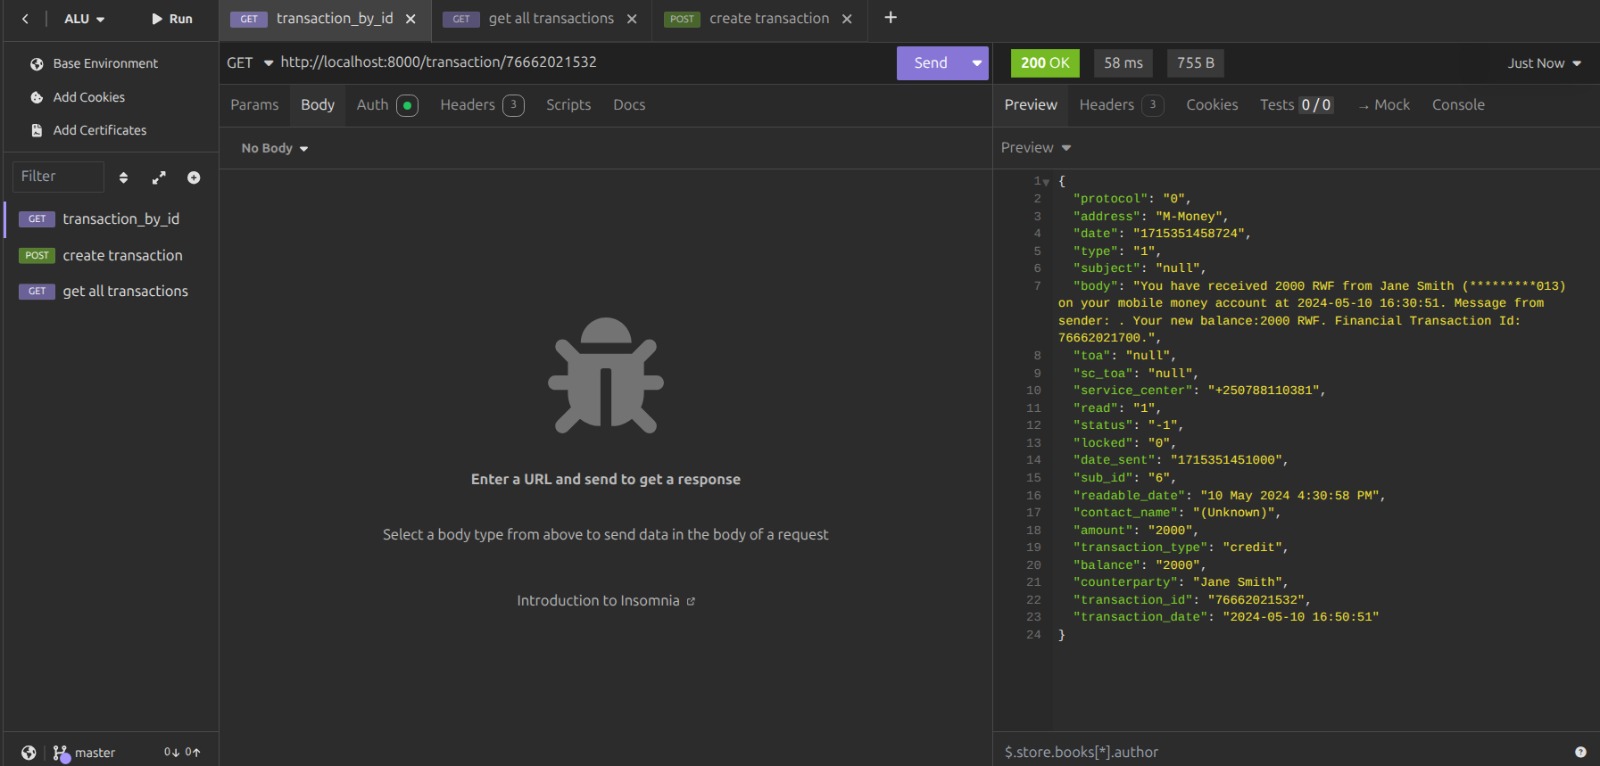 ALU
Run
GET transaction_by_id
GET get all transactions
POST create transaction
Base Environment
Add Cookies
Add Certificates
Filter
GET transaction_by_id
POST create transaction
GET get all transactions
master 0 0
GET http://localhost:8000/transaction/76662021532 Send
Params Body Auth Headers 3 Scripts Docs
No Body
Enter a URL and send to get a response
Select a body type from above to send data in the body of a request
Introduction to Insomnia
200 OK 58 ms 755 B Just Now
Preview Headers 3 Cookies Tests 0 / 0 → Mock Console
Preview
1 {
2 "protocol": "0",
3 "address": "M-Money",
4 "date": "1715351458724",
5 "type": "1",
6 "subject": "null",
7 "body": "You have received 2000 RWF from Jane Smith (*********013)
on your mobile money account at 2024-05-10 16:30:51. Message from
sender: . Your new balance:2000 RWF. Financial Transaction Id:
76662021700.",
8 "toa": "null",
9 "sc_toa": "null",
10 "service_center": "+250788110381",
11 "read": "1",
12 "status": "-1",
13 "locked": "0",
14 "date_sent": "1715351451000",
15 "sub_id": "6",
16 "readable_date": "10 May 2024 4:30:58 PM",
17 "contact_name": "(Unknown)",
18 "amount": "2000",
19 "transaction_type": "credit",
20 "balance": "2000",
21 "counterparty": "Jane Smith",
22 "transaction_id": "76662021532",
23 "transaction_date": "2024-05-10 16:50:51"
24 }
$.store.books[*].author